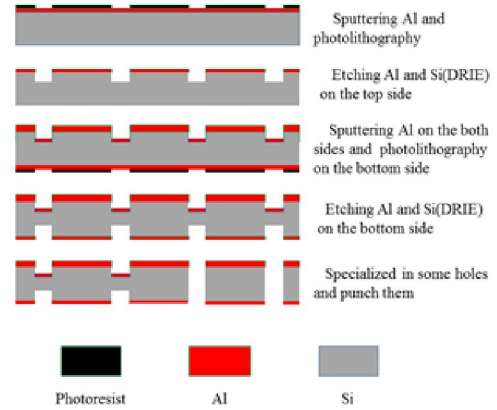 Sputtering Al and
photolithography
Etching Al and Si(DRIE)
on the top side
Sputtering Al on the both
sides and photolithography
on the bottom side
Etching Al and Si(DRIE)
on the bottom side
Specialized in some holes
and punch them
Photoresist Al Si